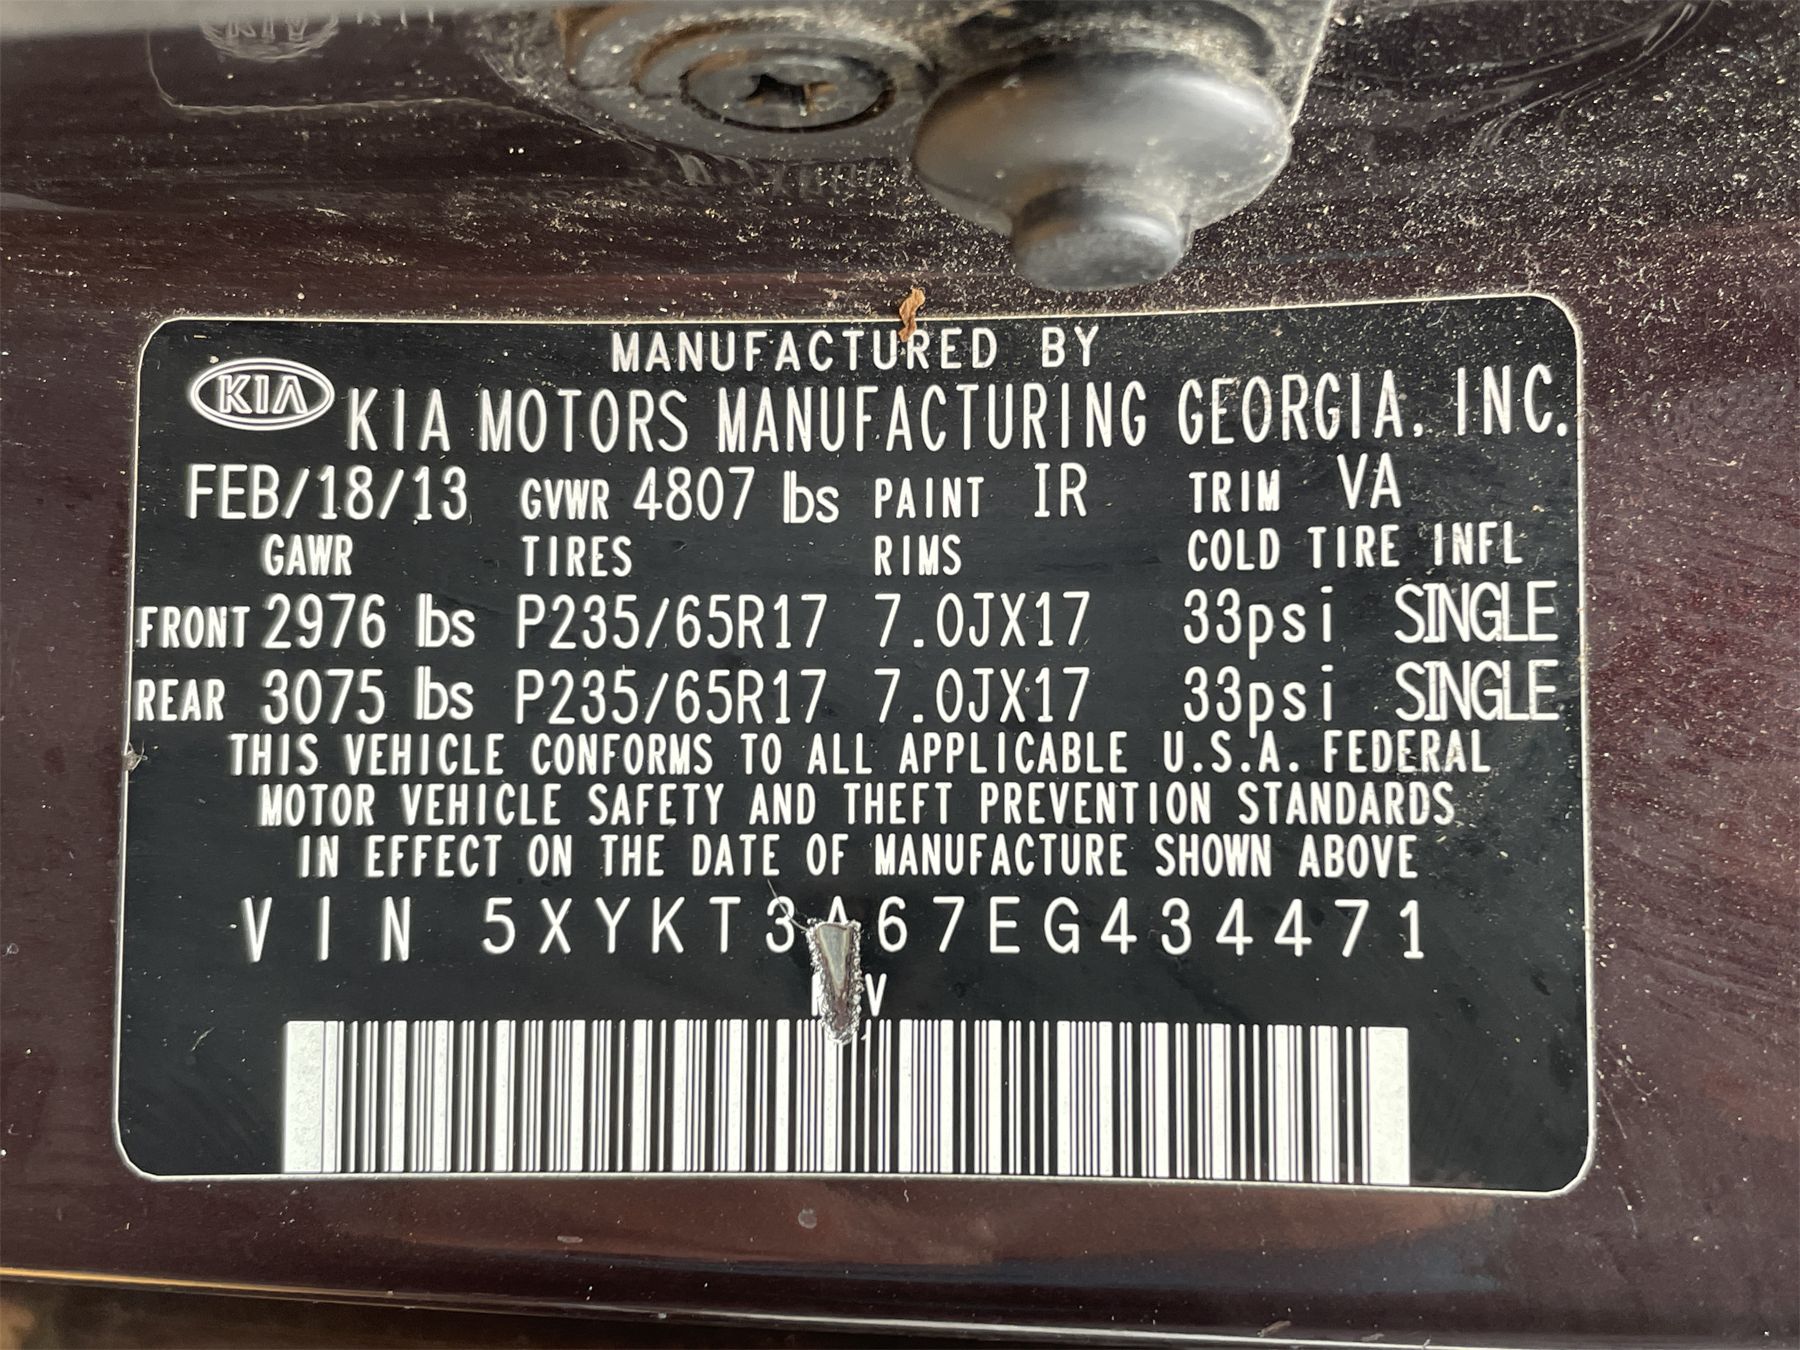 MANUFACTURED BY
KIA KIA MOTORS MANUFACTURING GEORGIA, INC.
FEB/18/13 GVWR 4807 lbs PAINT IR TRIM VA
GAWR TIRES RIMS COLD TIRE INFL
FRONT 2976 lbs P235/65R17 7.0JX17 33psi SINGLE
REAR 3075 lbs P235/65R17 7.0JX17 33psi SINGLE
THIS VEHICLE CONFORMS TO ALL APPLICABLE U.S.A. FEDERAL
MOTOR VEHICLE SAFETY AND THEFT PREVENTION STANDARDS
IN EFFECT ON THE DATE OF MANUFACTURE SHOWN ABOVE
VIN 5XYKT3A67EG434471